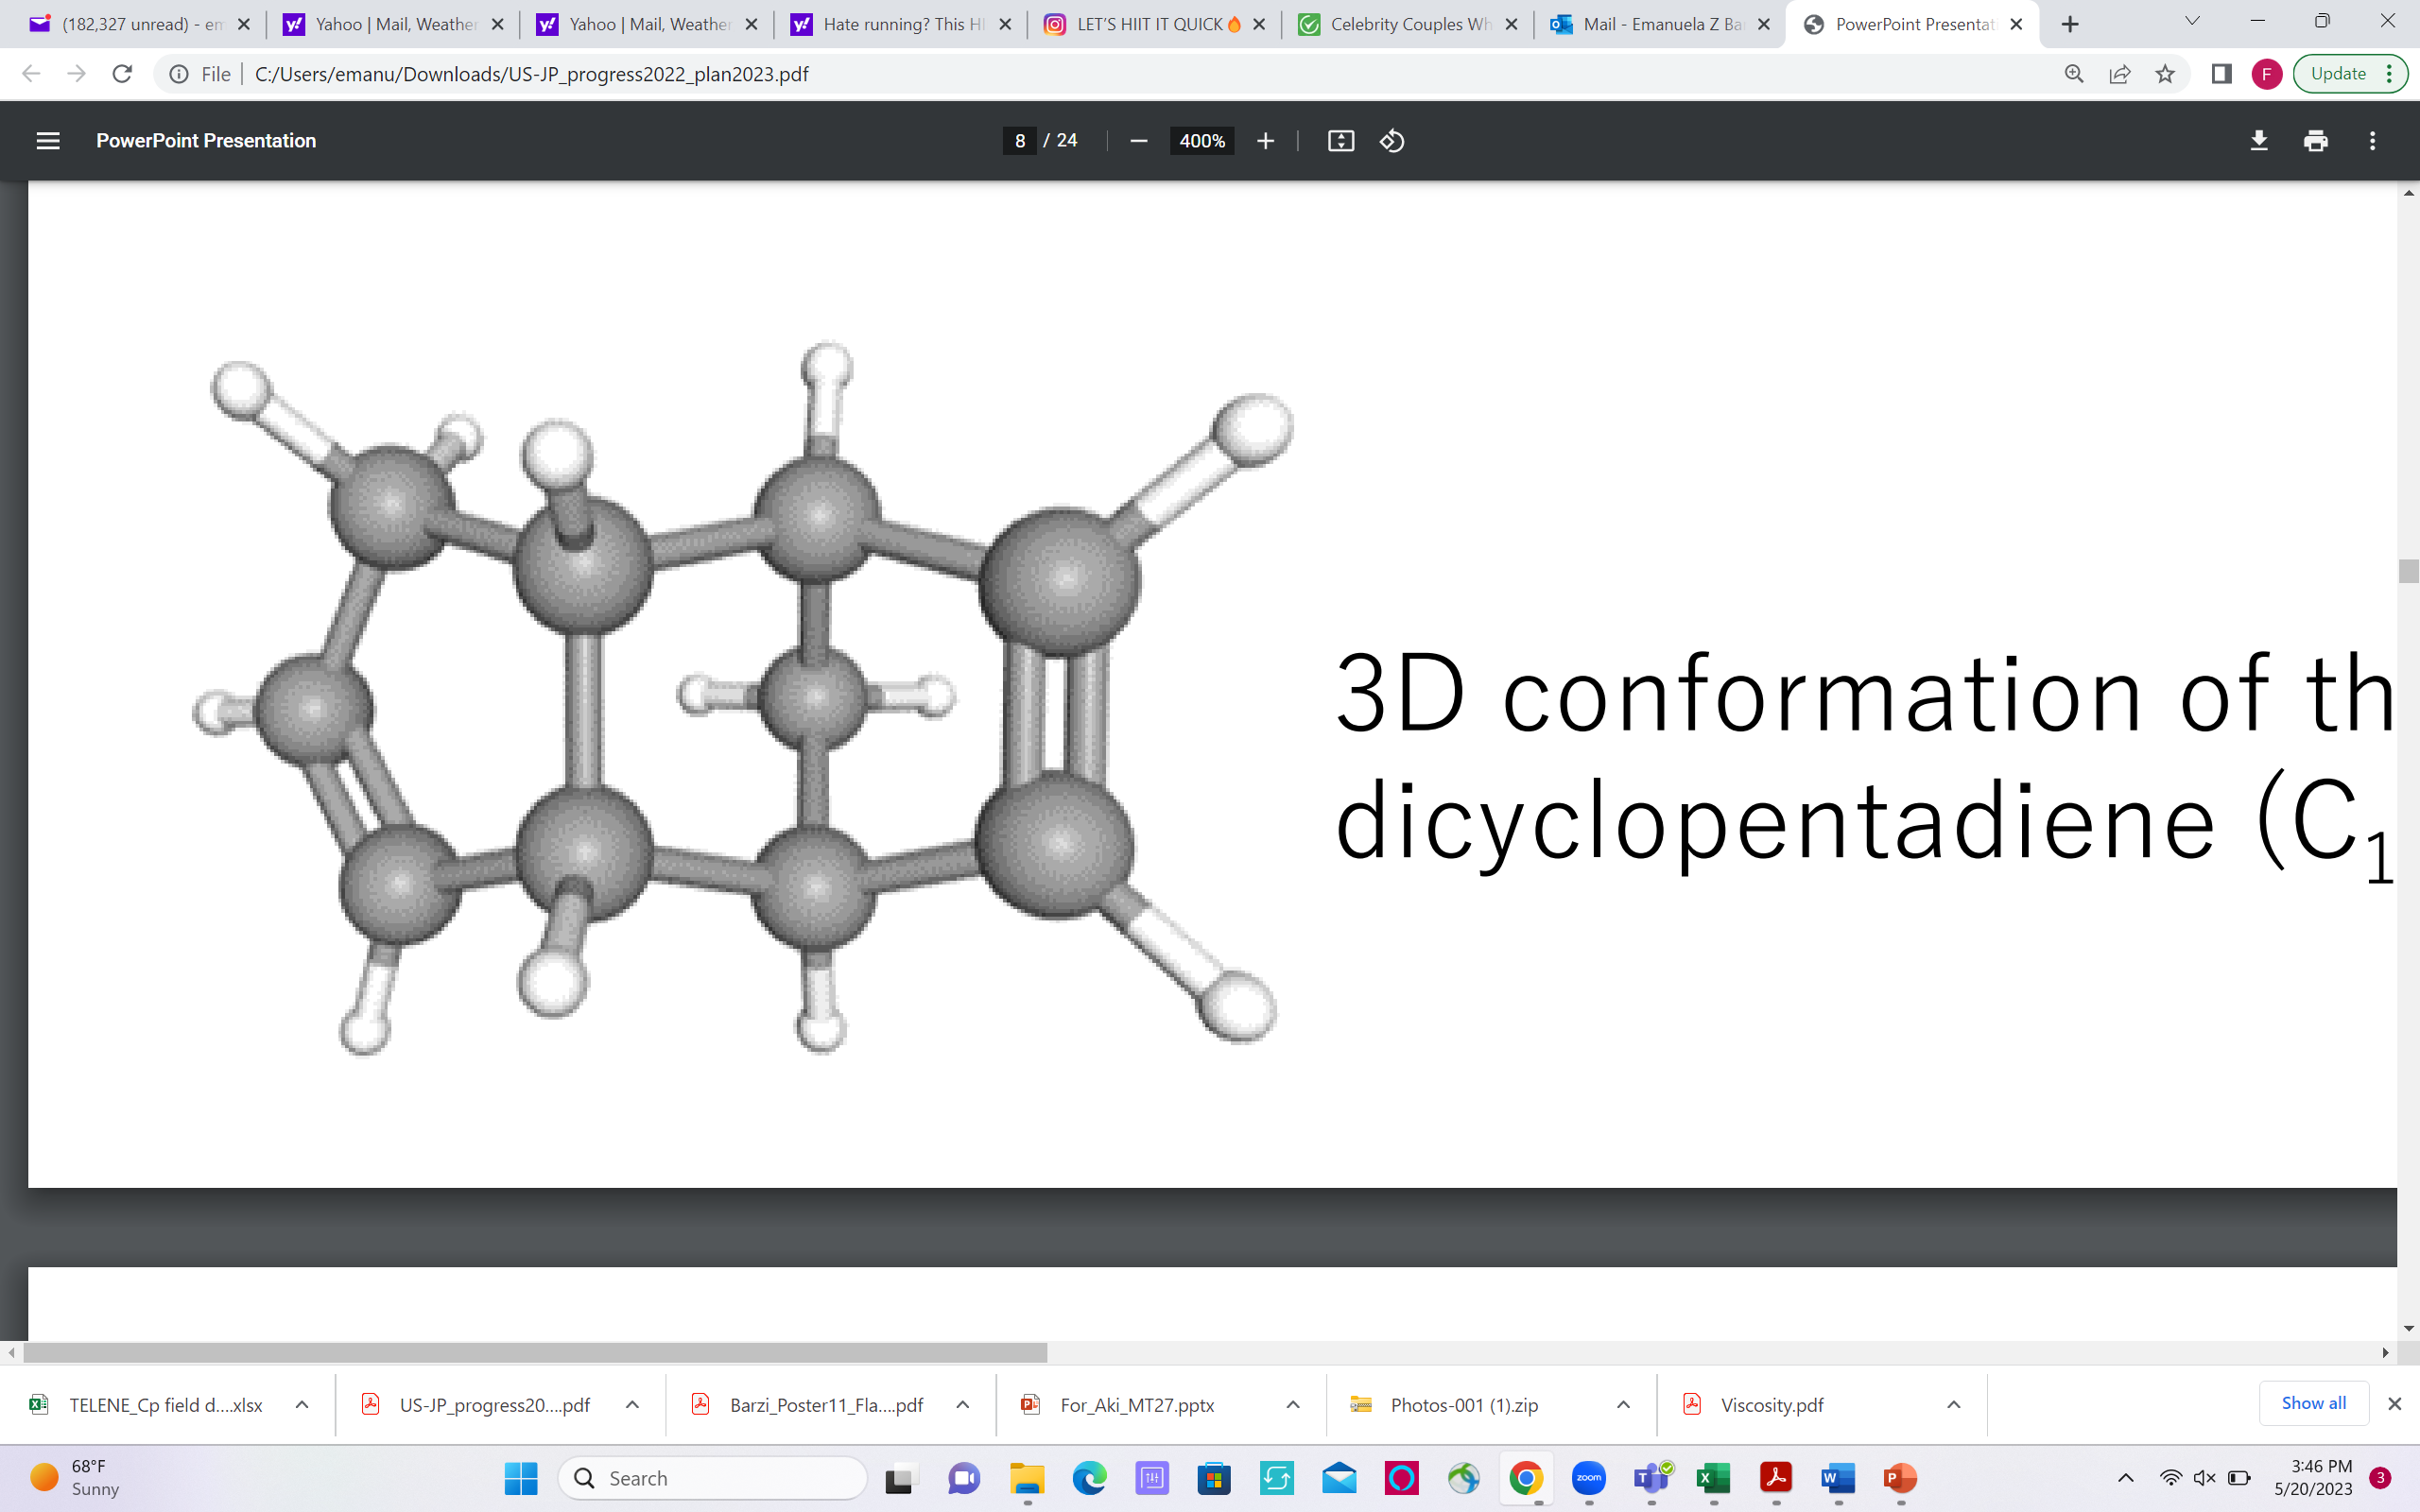 (182,327 unread) - em
Yahoo | Mail, Weather
Yahoo | Mail, Weather
Hate running? This HI
LET'S HIIT IT QUICK🔥
Celebrity Couples Wh
Mail - Emanuela Z Ba
PowerPoint Presentat
File | C:/Users/emanu/Downloads/US-JP_progress2022_plan2023.pdf
F
Update
PowerPoint Presentation
8 / 24
400%
3D conformation of th
dicyclopentadiene (C₁
TELENE_Cp field d....xlsx
US-JP_progress20....pdf
Barzi_Poster11_Fla....pdf
For_Aki_MT27.pptx
Photos-001 (1).zip
Viscosity.pdf
Show all
68°F
Sunny
Search
zoom
3:46 PM
5/20/2023
3